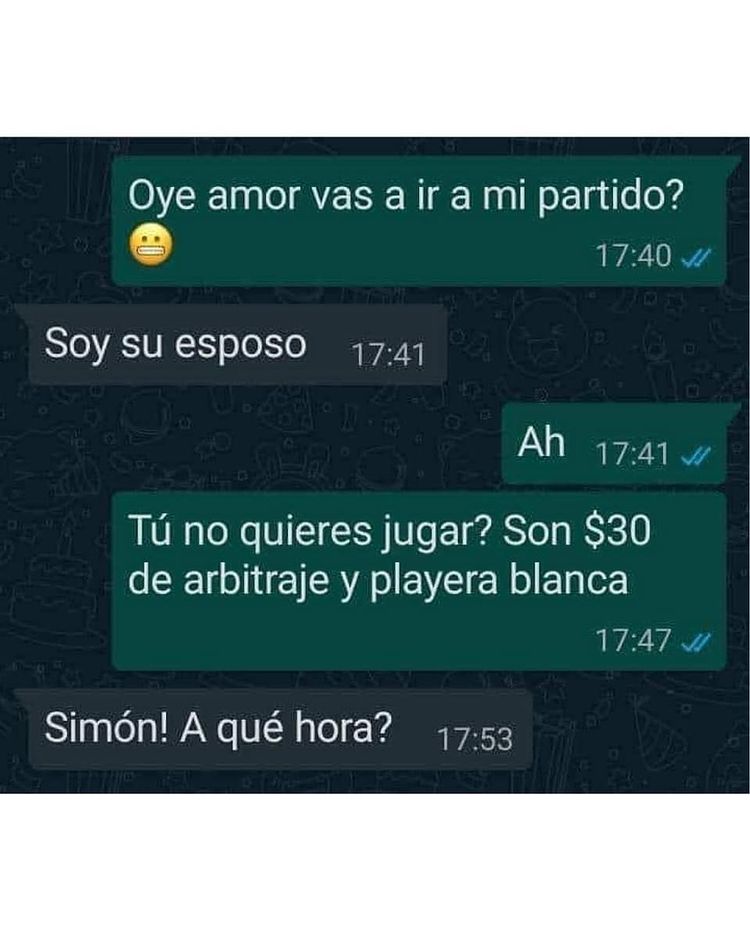 Oye amor vas a ir a mi partido?
😬
17:40
Soy su esposo 17:41
Ah 17:41
Tú no quieres jugar? Son $30
de arbitraje y playera blanca
17:47
Simón! A qué hora? 17:53